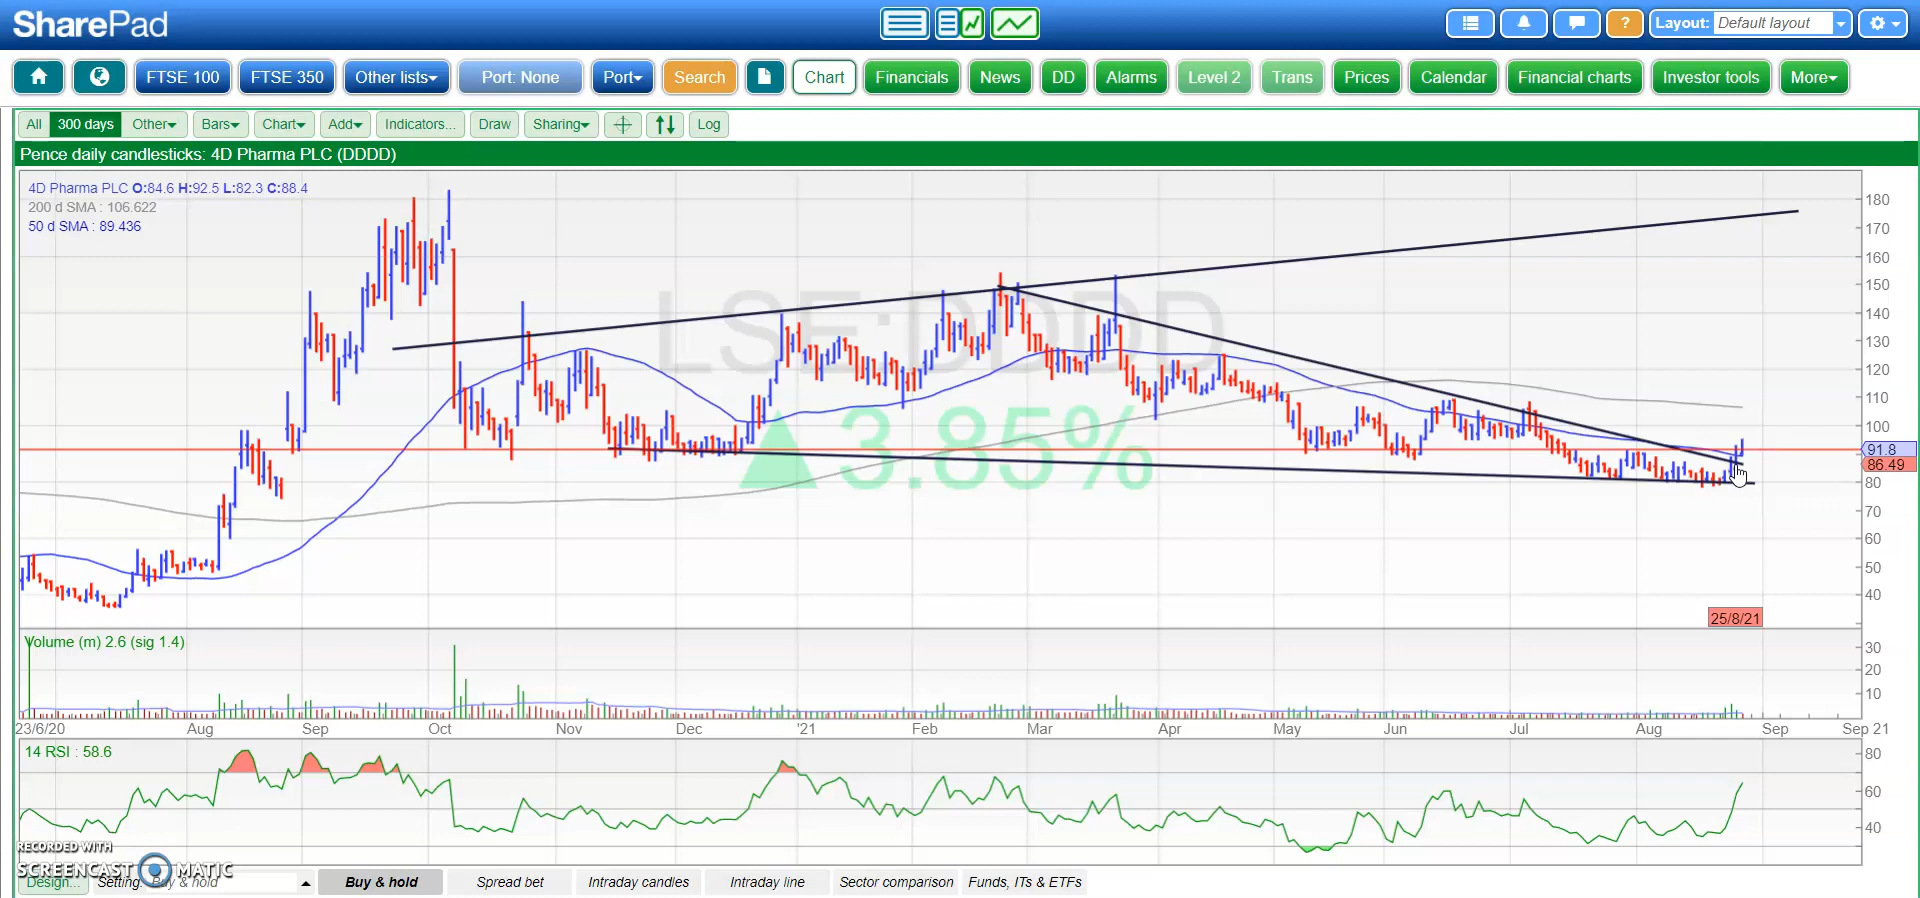 SharePad
Layout: Default layout
FTSE 100 FTSE 350 Other lists Port: None Port Search Chart Financials News DD Alarms Level 2 Trans Prices Calendar Financial charts Investor tools More
All 300 days Other Bars Chart Add Indicators... Draw Sharing Log
Pence daily candlesticks: 4D Pharma PLC (DDDD)
4D Pharma PLC O:84.6 H:92.5 L:82.3 C:88.4
200 d SMA : 106.622
50 d SMA : 89.436
LSE:DDDD
3.85%
180
170
160
150
140
130
120
110
100
91.8
86.49
80
70
60
50
40
25/8/21
Volume (m) 2.6 (sig 1.4)
30
20
10
23/6/20 Aug Sep Oct Nov Dec '21 Feb Mar Apr May Jun Jul Aug Sep Sep 21
14 RSI : 58.6
80
60
40
RECORDED WITH
SCREENCAST MATIC
Design... Setting: Buy & hold Buy & hold Spread bet Intraday candles Intraday line Sector comparison Funds, ITs & ETFs